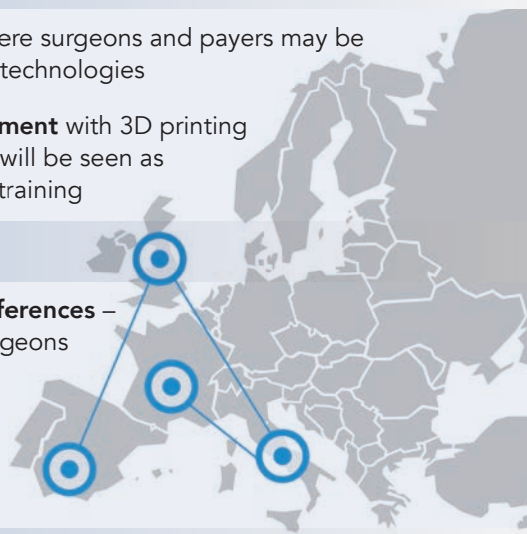 ere surgeons and payers may be
technologies
ment with 3D printing
will be seen as
training
ferences –
geons